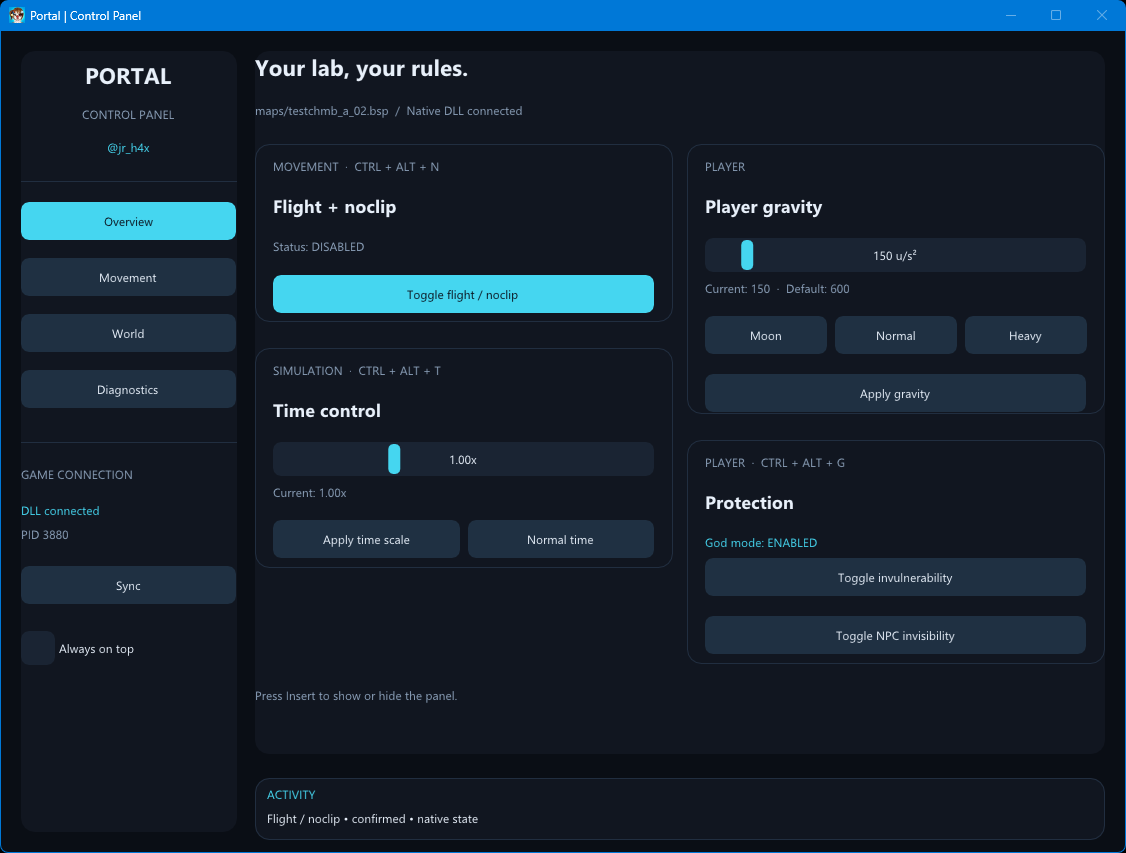 Portal | Control Panel
PORTAL
CONTROL PANEL
@jr_h4x
Overview
Movement
World
Diagnostics
GAME CONNECTION
DLL connected
PID 3880
Sync
Always on top
Your lab, your rules.
maps/testchmb_a_02.bsp / Native DLL connected
MOVEMENT · CTRL + ALT + N
Flight + noclip
Status: DISABLED
Toggle flight / noclip
SIMULATION · CTRL + ALT + T
Time control
1.00x
Current: 1.00x
Apply time scale
Normal time
PLAYER
Player gravity
150 u/s²
Current: 150 · Default: 600
Moon
Normal
Heavy
Apply gravity
PLAYER · CTRL + ALT + G
Protection
God mode: ENABLED
Toggle invulnerability
Toggle NPC invisibility
Press Insert to show or hide the panel.
ACTIVITY
Flight / noclip • confirmed • native state